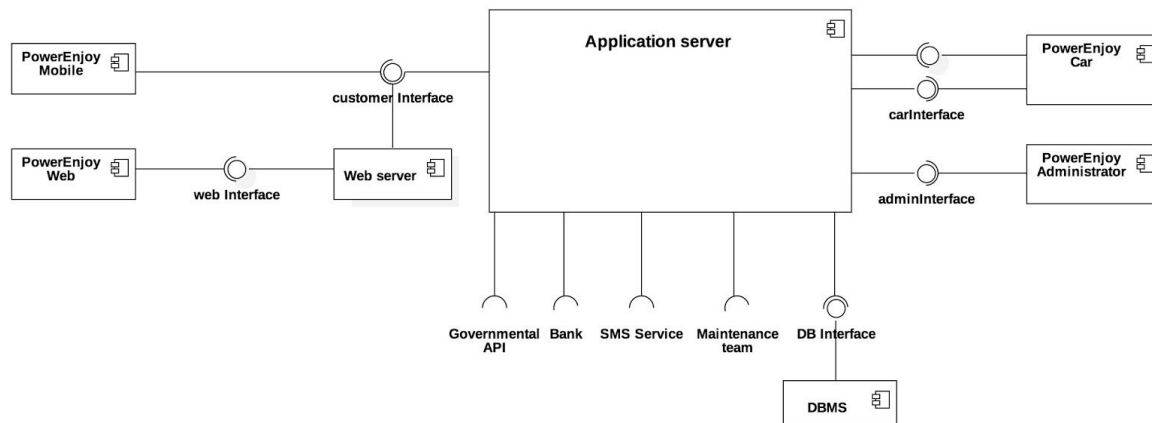 Application server
PowerEnjoy
Mobile
customer Interface
PowerEnjoy
Car
carInterface
PowerEnjoy
Web
web Interface
Web server
PowerEnjoy
Administrator
adminInterface
Governmental
API
Bank
SMS Service
Maintenance
team
DB Interface
DBMS